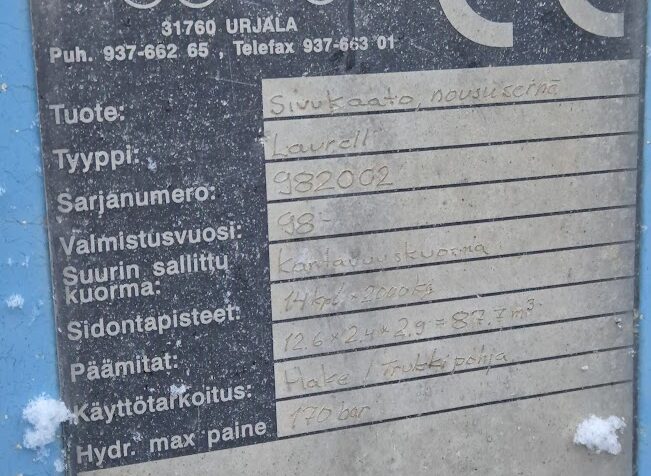 31760 URJALA
Puh. 937-662 65 , Telefax 937-663 01
Tuote: Sivukaato, noususeinä
Tyyppi: Laurell
Sarjanumero: 982002
Valmistusvuosi: 98-
Suurin sallittu kuorma: Kantavuuskuorma
Sidontapisteet: 14 kpl × 2000 kg
Päämitat: 12.6 × 2.4 × 2.9 = 87.7 m³
Käyttötarkoitus: Hake / Trukkipohja
Hydr. max paine 170 bar